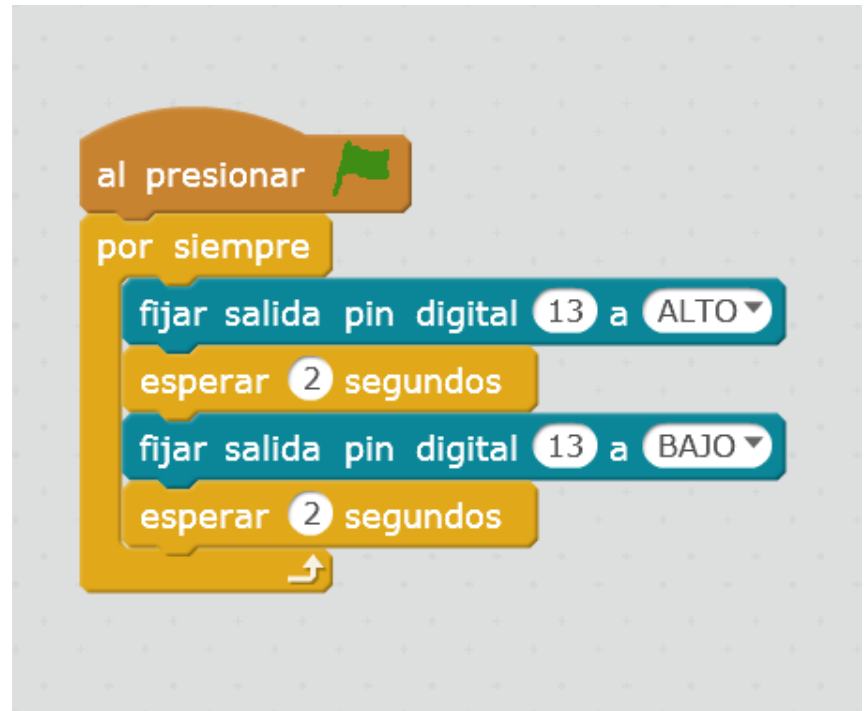 al presionar
por siempre
fijar salida pin digital 13 a ALTO
esperar 2 segundos
fijar salida pin digital 13 a BAJO
esperar 2 segundos